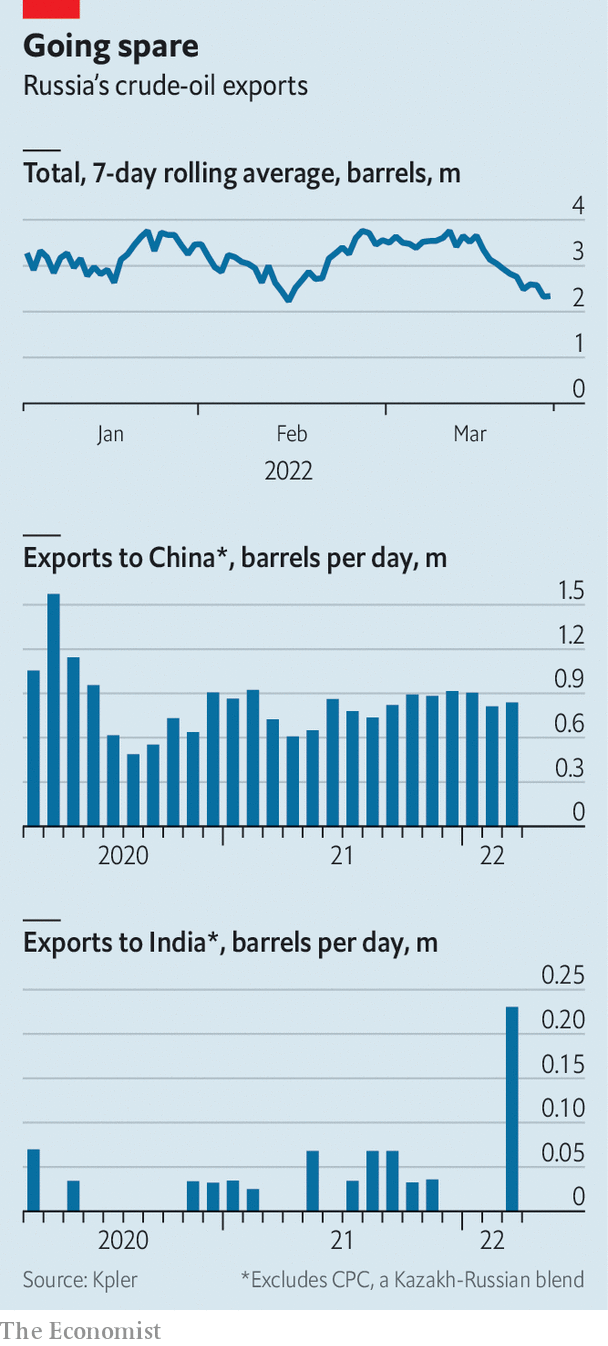 Going spare
Russia's crude-oil exports
Total, 7-day rolling average, barrels, m
4
3
2
1
0
Jan Feb Mar
2022
Exports to China*, barrels per day, m
1.5
1.2
0.9
0.6
0.3
0
2020 21 22
Exports to India*, barrels per day, m
0.25
0.20
0.15
0.10
0.05
0
2020 21 22
Source: Kpler *Excludes CPC, a Kazakh-Russian blend
The Economist